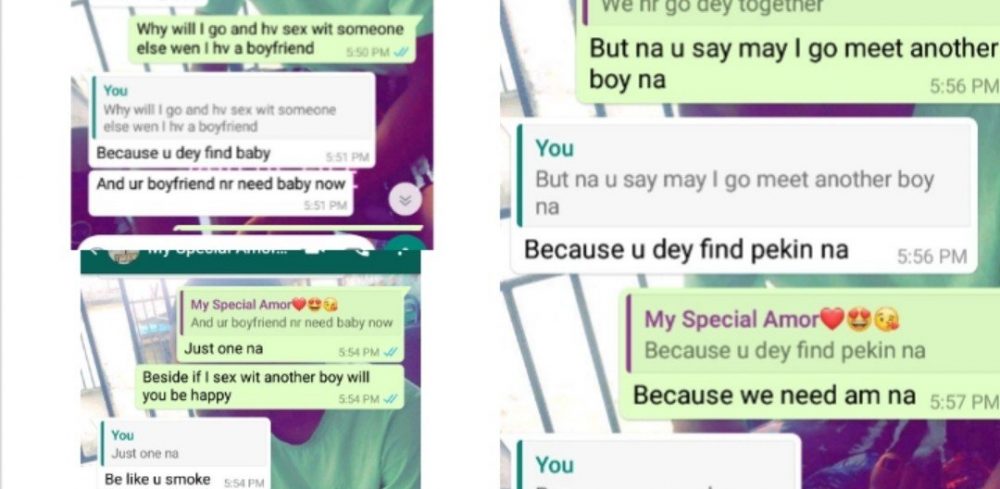 Why will I go and hv sex wit someone
else wen I hv a boyfriend
5:50 PM
You
Why will I go and hv sex wit someone
else wen I hv a boyfriend
Because u dey find baby
5:51 PM
And ur boyfriend nr need baby now
5:51 PM
My Special Amor...
My Special Amor❤️😍😘
And ur boyfriend nr need baby now
Just one na
5:54 PM
Beside if I sex wit another boy will
you be happy
5:54 PM
You
Just one na
Be like u smoke
5:54 PM
We nr go dey together
But na u say may I go meet another
boy na
5:56 PM
You
But na u say may I go meet another boy
na
Because u dey find pekin na
5:56 PM
My Special Amor❤️😍😘
Because u dey find pekin na
Because we need am na
5:57 PM
You